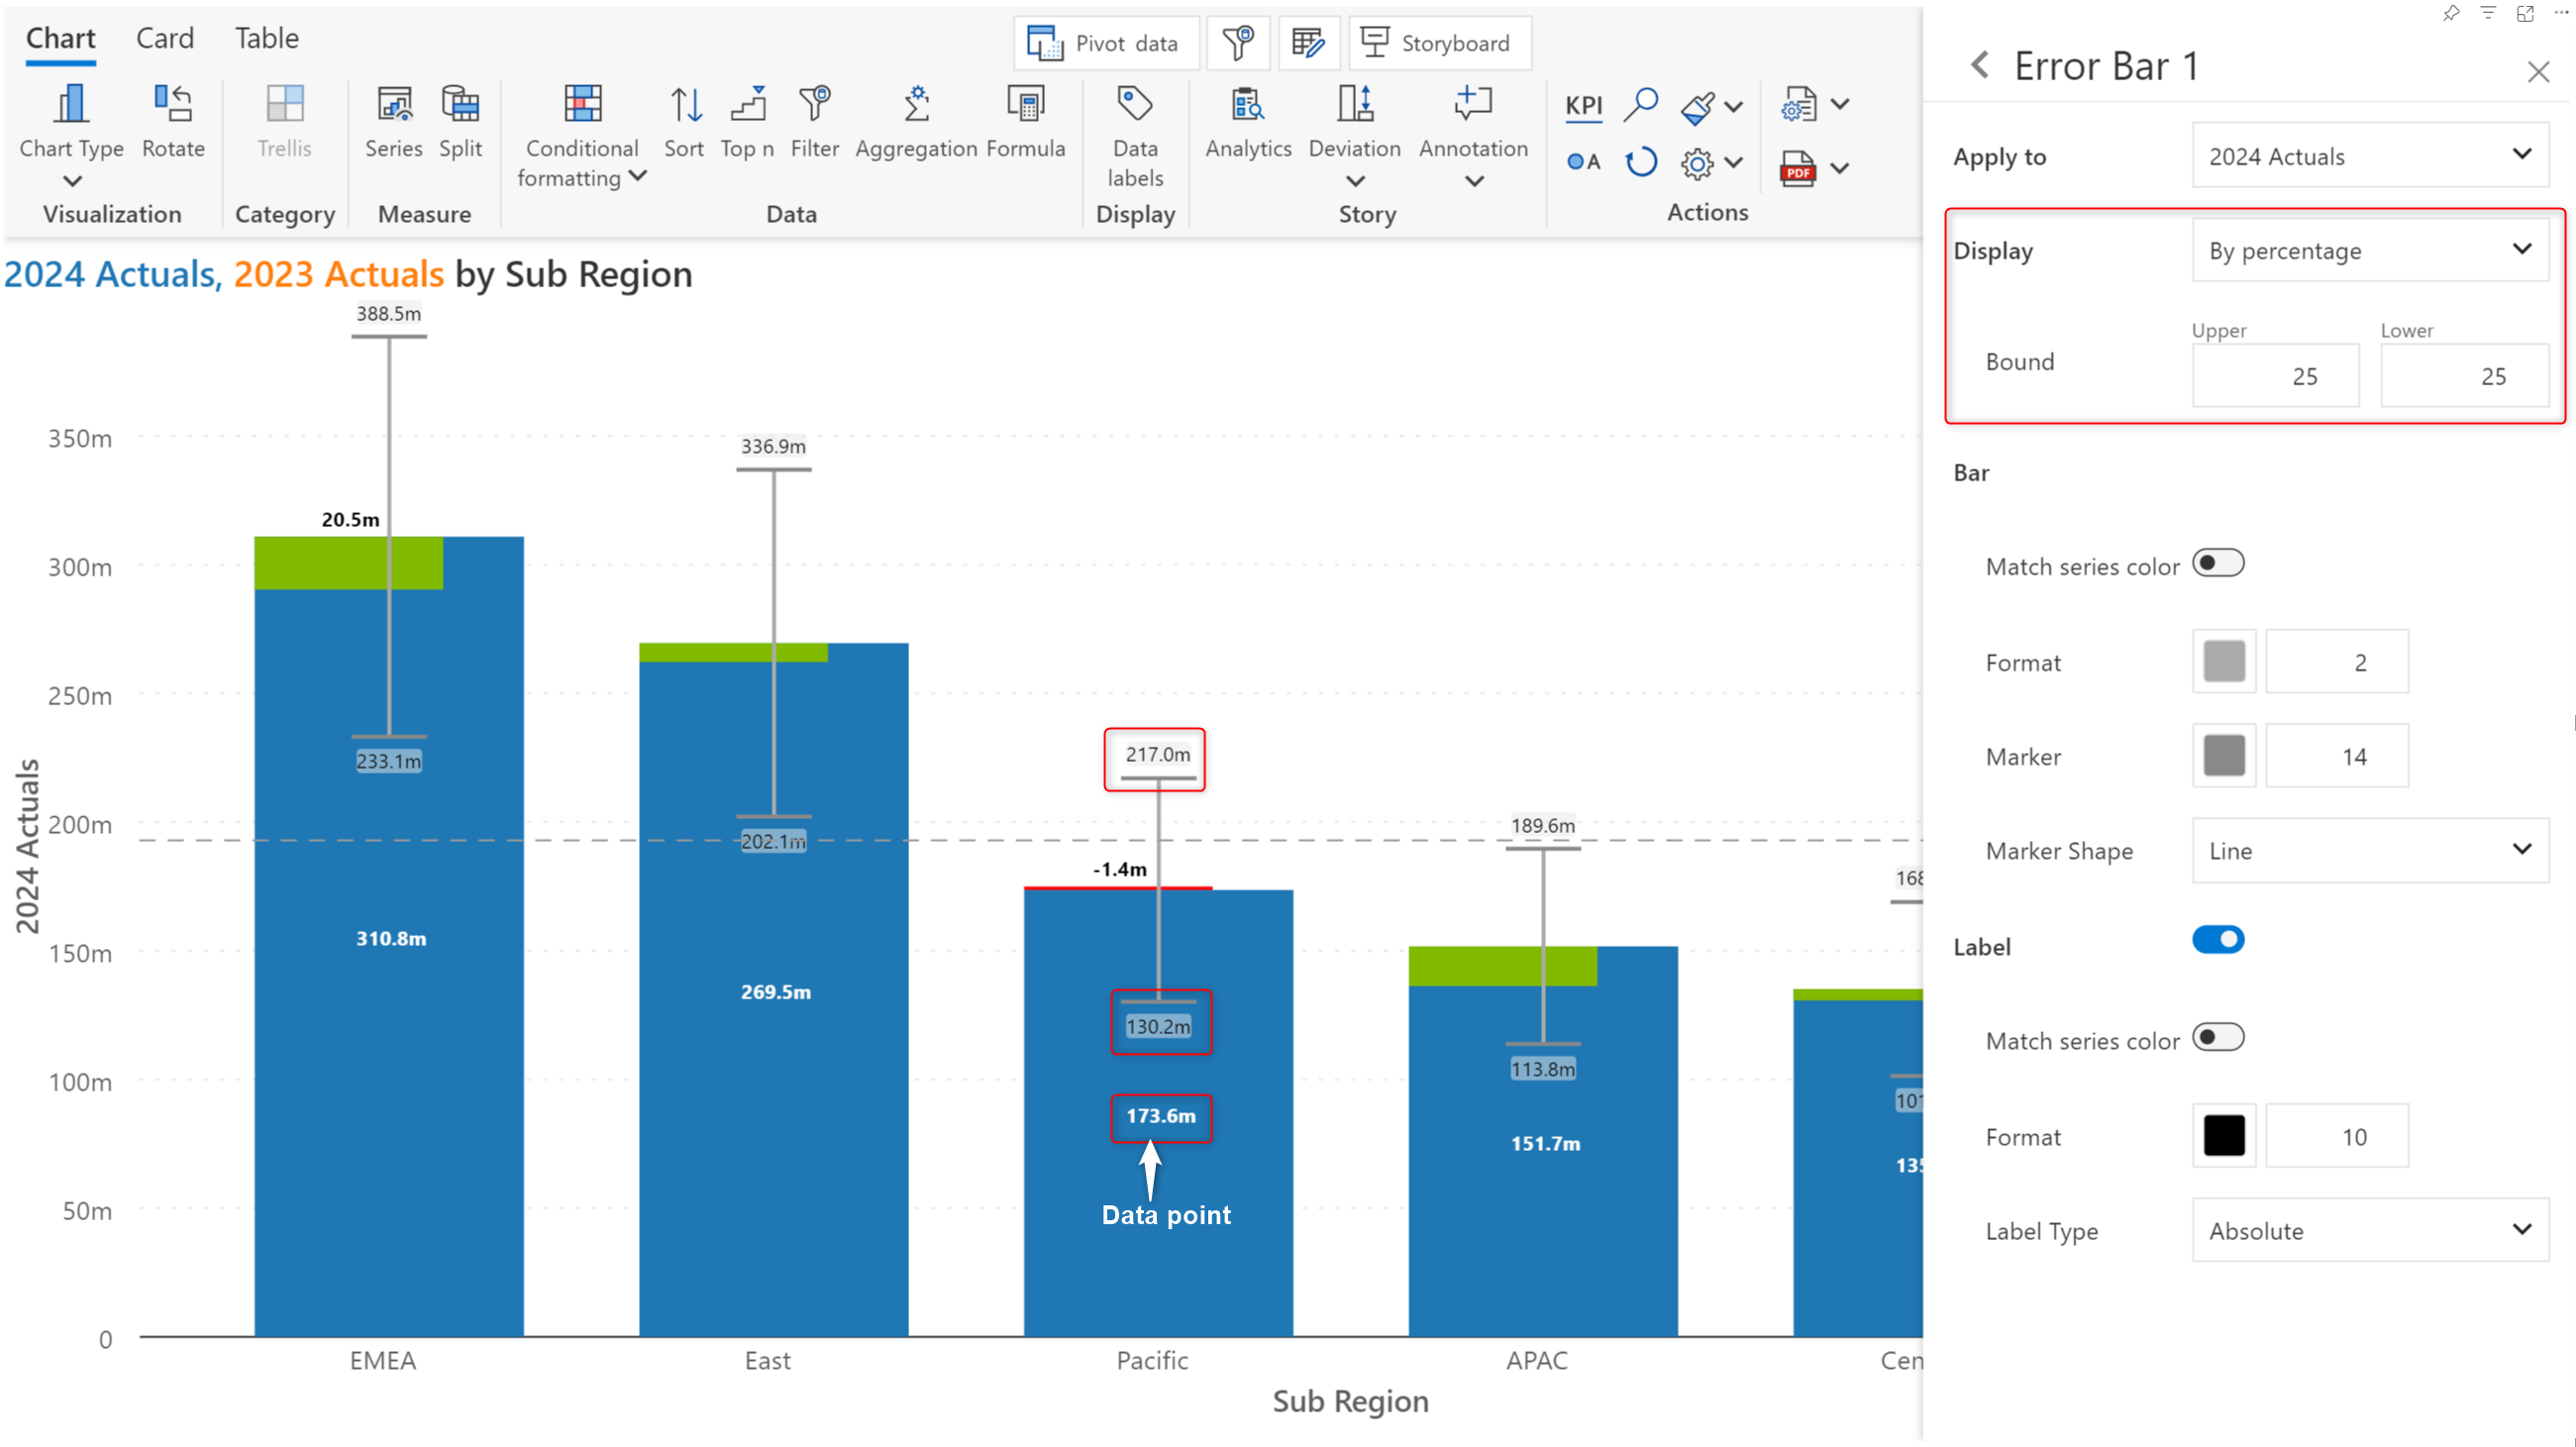 Chart Card Table
Pivot data
Storyboard
Chart Type
Rotate
Trellis
Series
Split
Conditional
formatting
Sort
Top n
Filter
Aggregation
Formula
Data
labels
Analytics
Deviation
Annotation
KPI
A
PDF
Visualization
Category
Measure
Data
Display
Story
Actions
2024 Actuals, 2023 Actuals by Sub Region
388.5m
350m
336.9m
20.5m
300m
250m
233.1m
217.0m
200m
202.1m
189.6m
-1.4m
168
310.8m
150m
269.5m
130.2m
113.8m
100m
101
173.6m
151.7m
135
50m
Data point
0
2024 Actuals
EMEA
East
Pacific
APAC
Cen
Sub Region
Error Bar 1
Apply to
2024 Actuals
Display
By percentage
Upper
Lower
Bound
25
25
Bar
Match series color
Format
2
Marker
14
Marker Shape
Line
Label
Match series color
Format
10
Label Type
Absolute